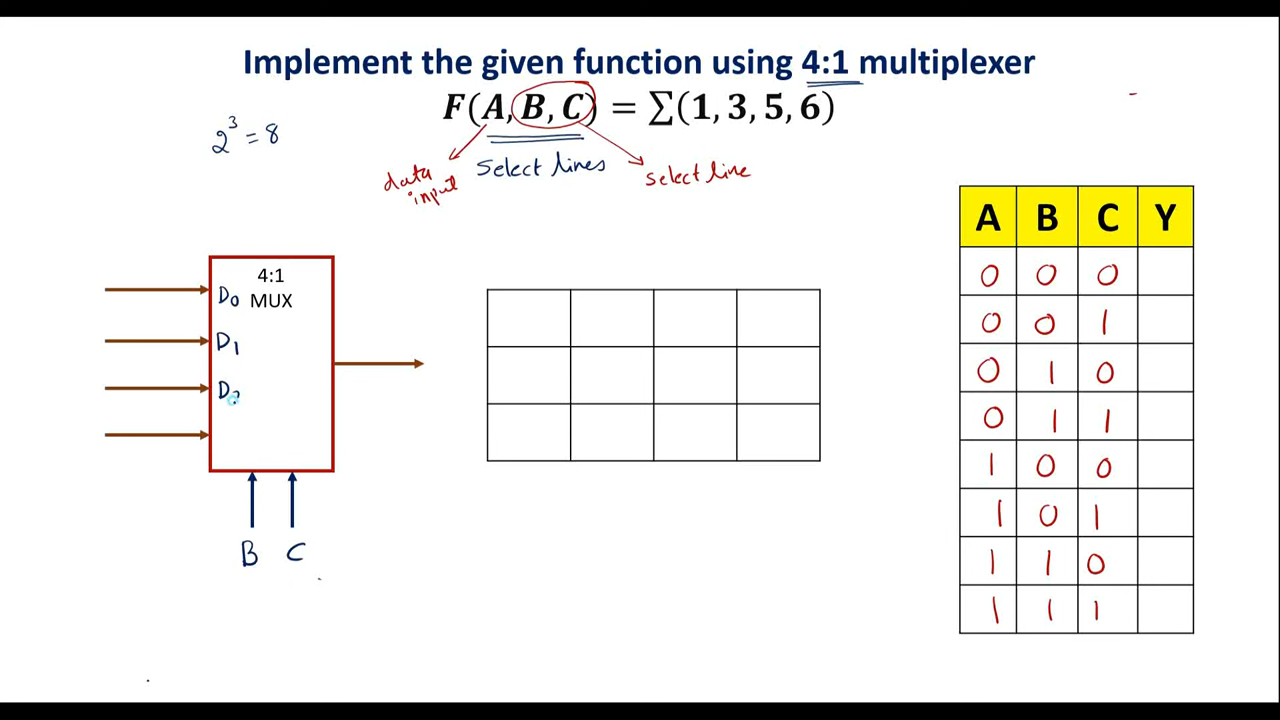 Implement the given function using 4:1 multiplexer
F(A, B, C) = ∑(1, 3, 5, 6)
2³ = 8
data input
Select lines
select line
4:1
MUX
D0
D1
D2
B C
A B C Y
0 0 0
0 0 1
0 1 0
0 1 1
1 0 0
1 0 1
1 1 0
1 1 1